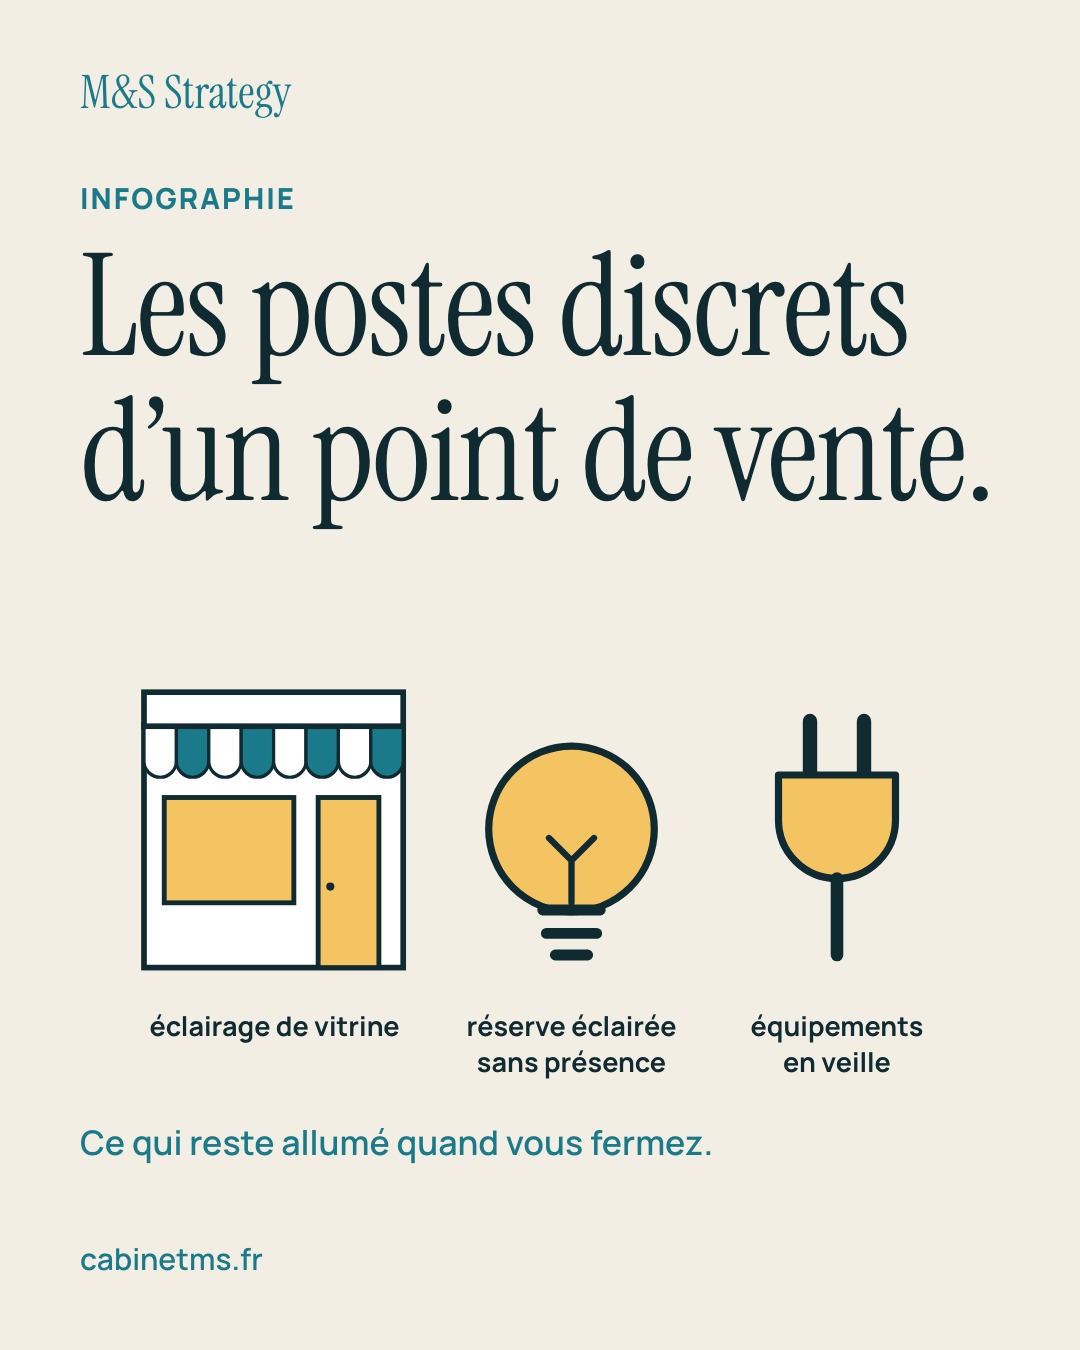 M&S Strategy
INFOGRAPHIE
Les postes discrets
d’un point de vente.
éclairage de vitrine
réserve éclairée
sans présence
équipements
en veille
Ce qui reste allumé quand vous fermez.
cabinetms.fr